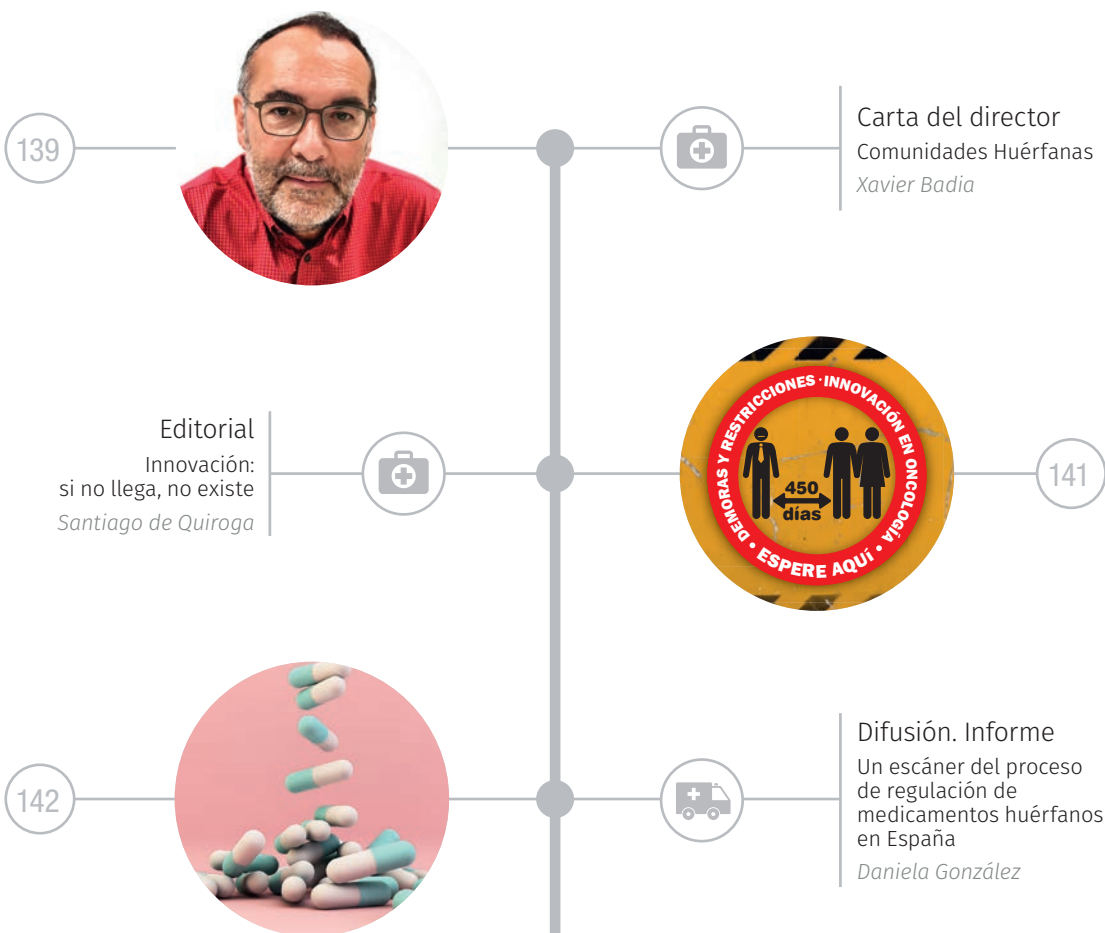 139
Carta del director
Comunidades Huérfanas
Xavier Badia
Editorial
Innovación:
si no llega, no existe
Santiago de Quiroga
DEMORAS Y RESTRICCIONES · INNOVACIÓN EN ONCOLOGÍA •
450
días
ESPERE AQUÍ •
141
142
Difusión. Informe
Un escáner del proceso
de regulación de
medicamentos huérfanos
en España
Daniela González